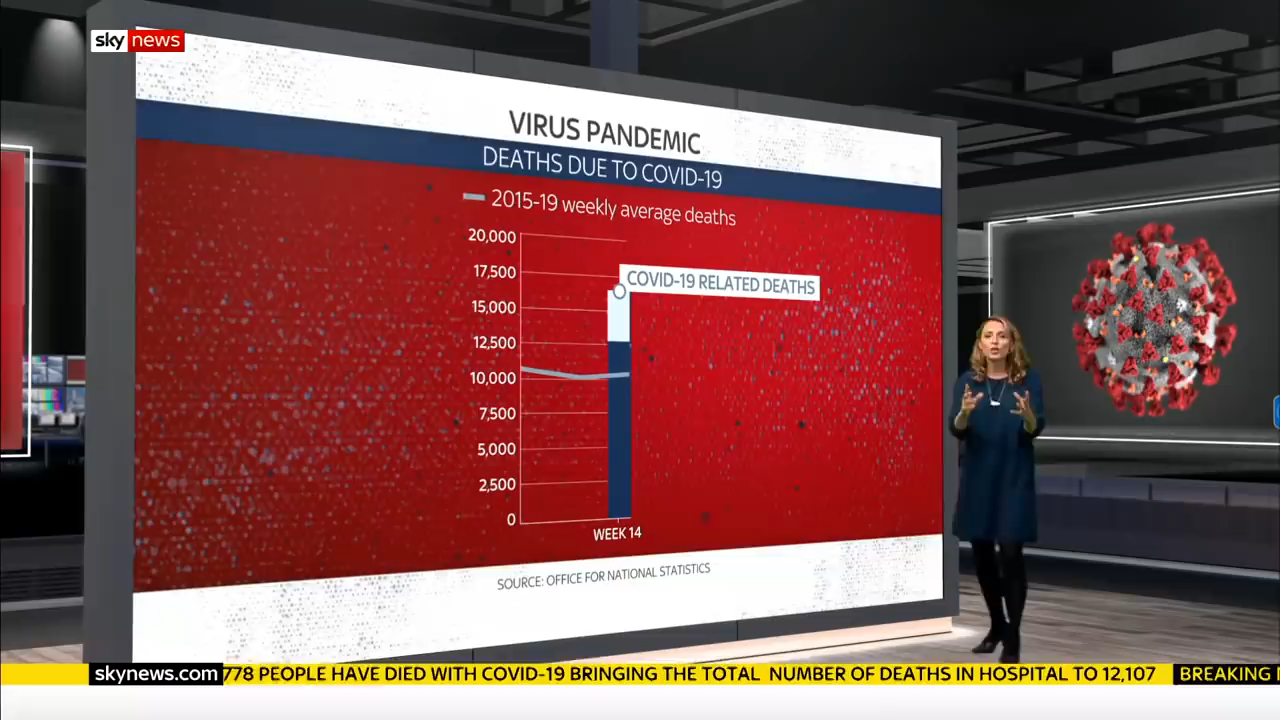 sky news
VIRUS PANDEMIC
DEATHS DUE TO COVID-19
2015-19 weekly average deaths
20,000
17,500
COVID-19 RELATED DEATHS
15,000
12,500
10,000
7,500
5,000
2,500
0
WEEK 14
SOURCE: OFFICE FOR NATIONAL STATISTICS
skynews.com 778 PEOPLE HAVE DIED WITH COVID-19 BRINGING THE TOTAL NUMBER OF DEATHS IN HOSPITAL TO 12,107 BREAKING